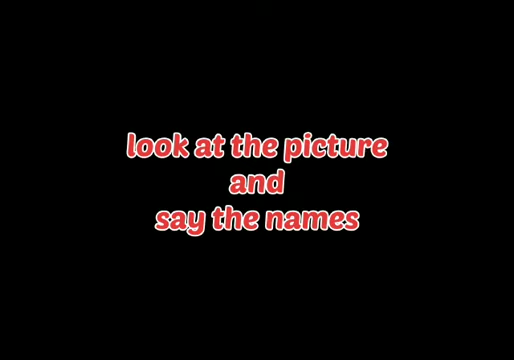 look at the picture
and
say the names